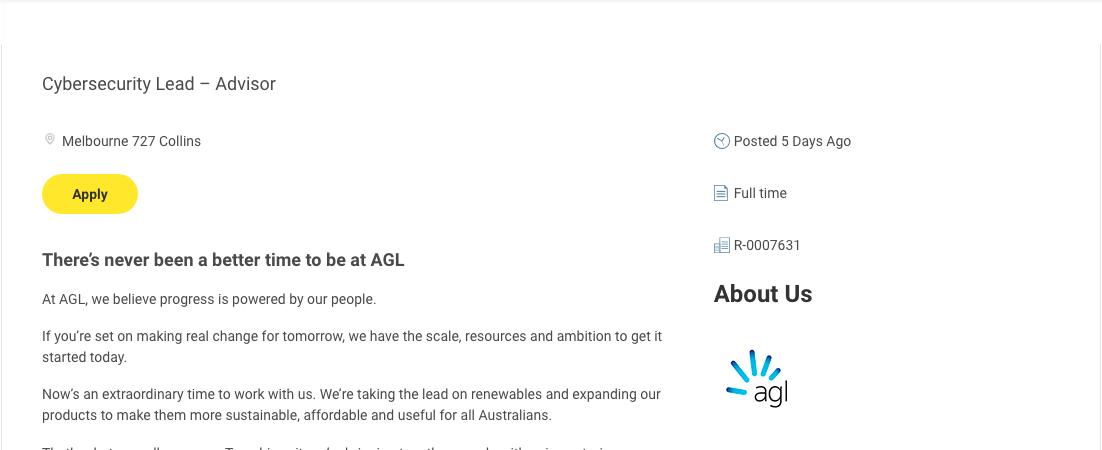 Cybersecurity Lead – Advisor
Melbourne 727 Collins
Apply
There’s never been a better time to be at AGL
At AGL, we believe progress is powered by our people.
If you’re set on making real change for tomorrow, we have the scale, resources and ambition to get it
started today.
Now’s an extraordinary time to work with us. We’re taking the lead on renewables and expanding our
products to make them more sustainable, affordable and useful for all Australians.
Posted 5 Days Ago
Full time
R-0007631
About Us
agl